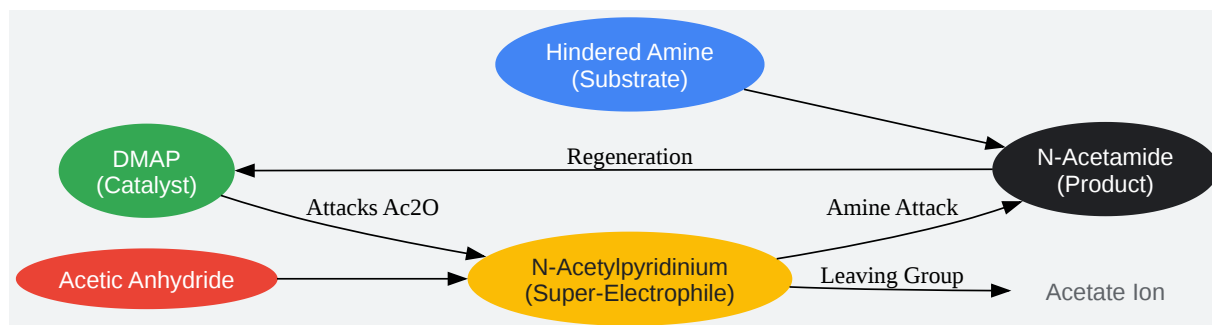 Hindered Amine
(Substrate)
DMAP
(Catalyst)
Regeneration
N-Acetamide
(Product)
Attacks Ac2O
Amine Attack
Acetic Anhydride
N-Acetylpyridinium
(Super-Electrophile)
Leaving Group
Acetate Ion